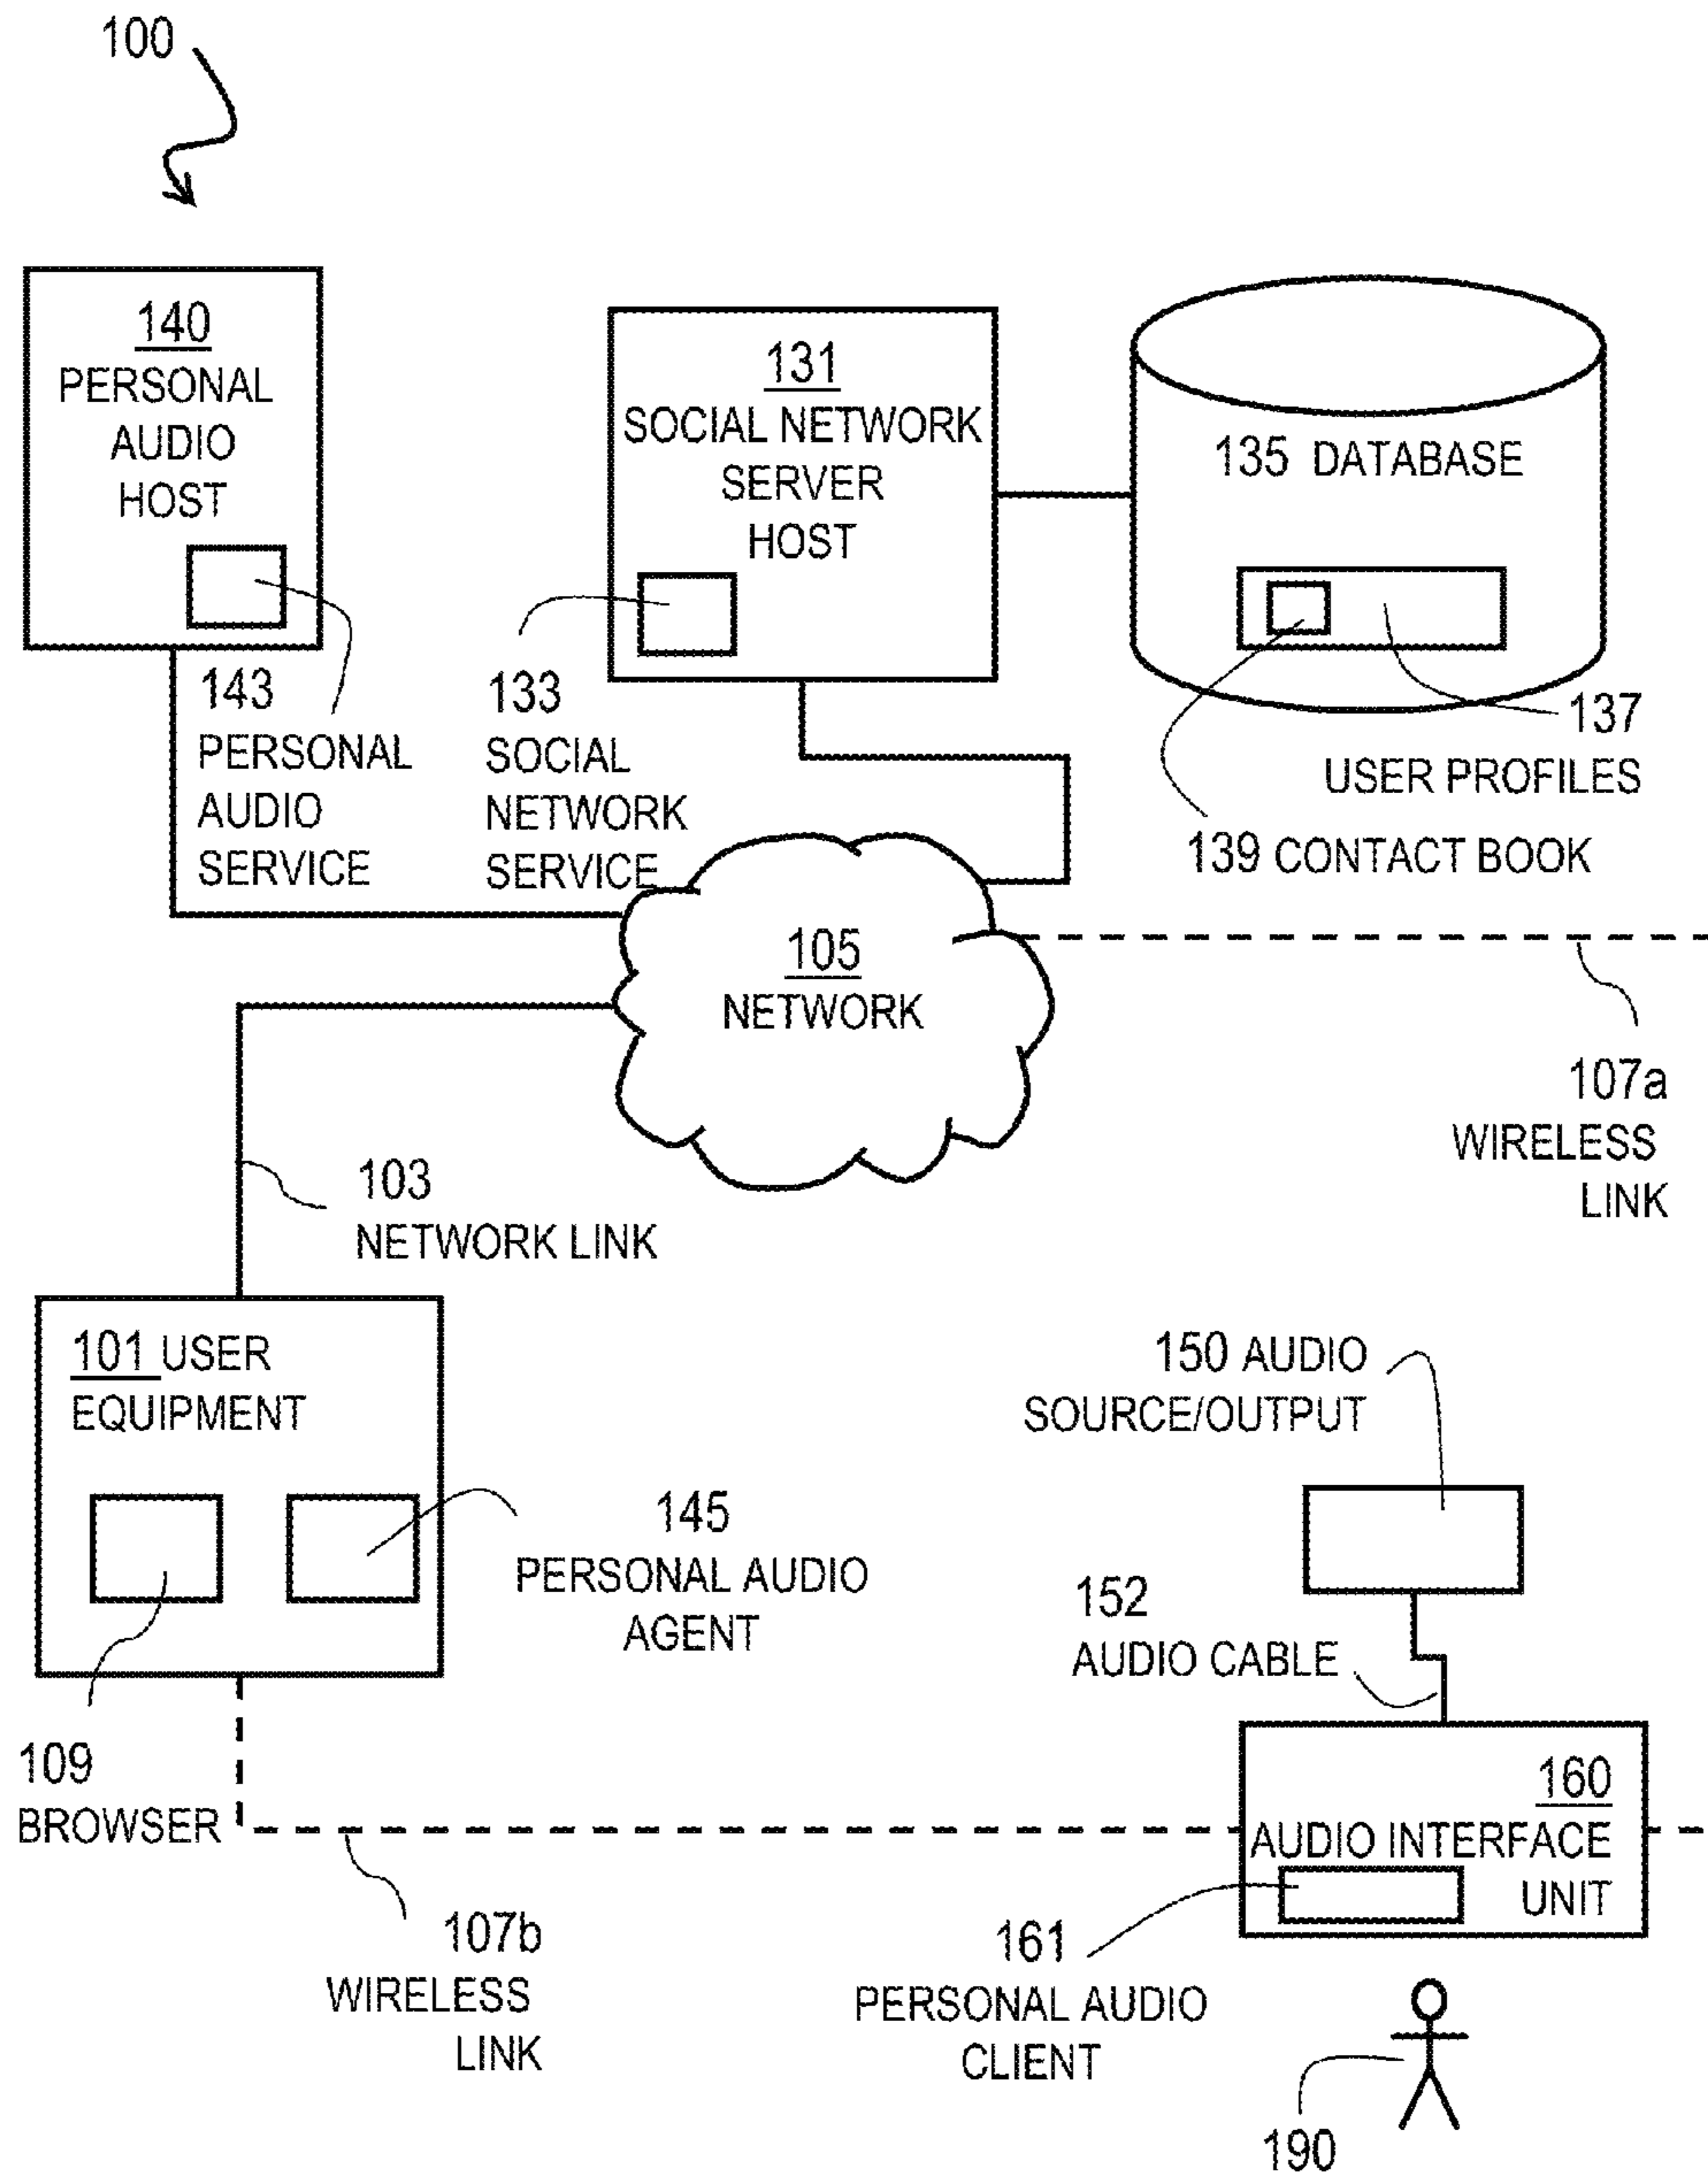 100
140
PERSONAL
AUDIO
HOST
131
SOCIAL NETWORK
SERVER
HOST
135 DATABASE
143
PERSONAL
AUDIO
SERVICE
133
SOCIAL
NETWORK
SERVICE
137
USER PROFILES
139 CONTACT BOOK
105
NETWORK
107a
WIRELESS
LINK
103
NETWORK LINK
101 USER
EQUIPMENT
145
PERSONAL AUDIO
AGENT
109
BROWSER
150 AUDIO
SOURCE/OUTPUT
152
AUDIO CABLE
160
AUDIO INTERFACE
UNIT
107b
WIRELESS
LINK
161
PERSONAL AUDIO
CLIENT
190